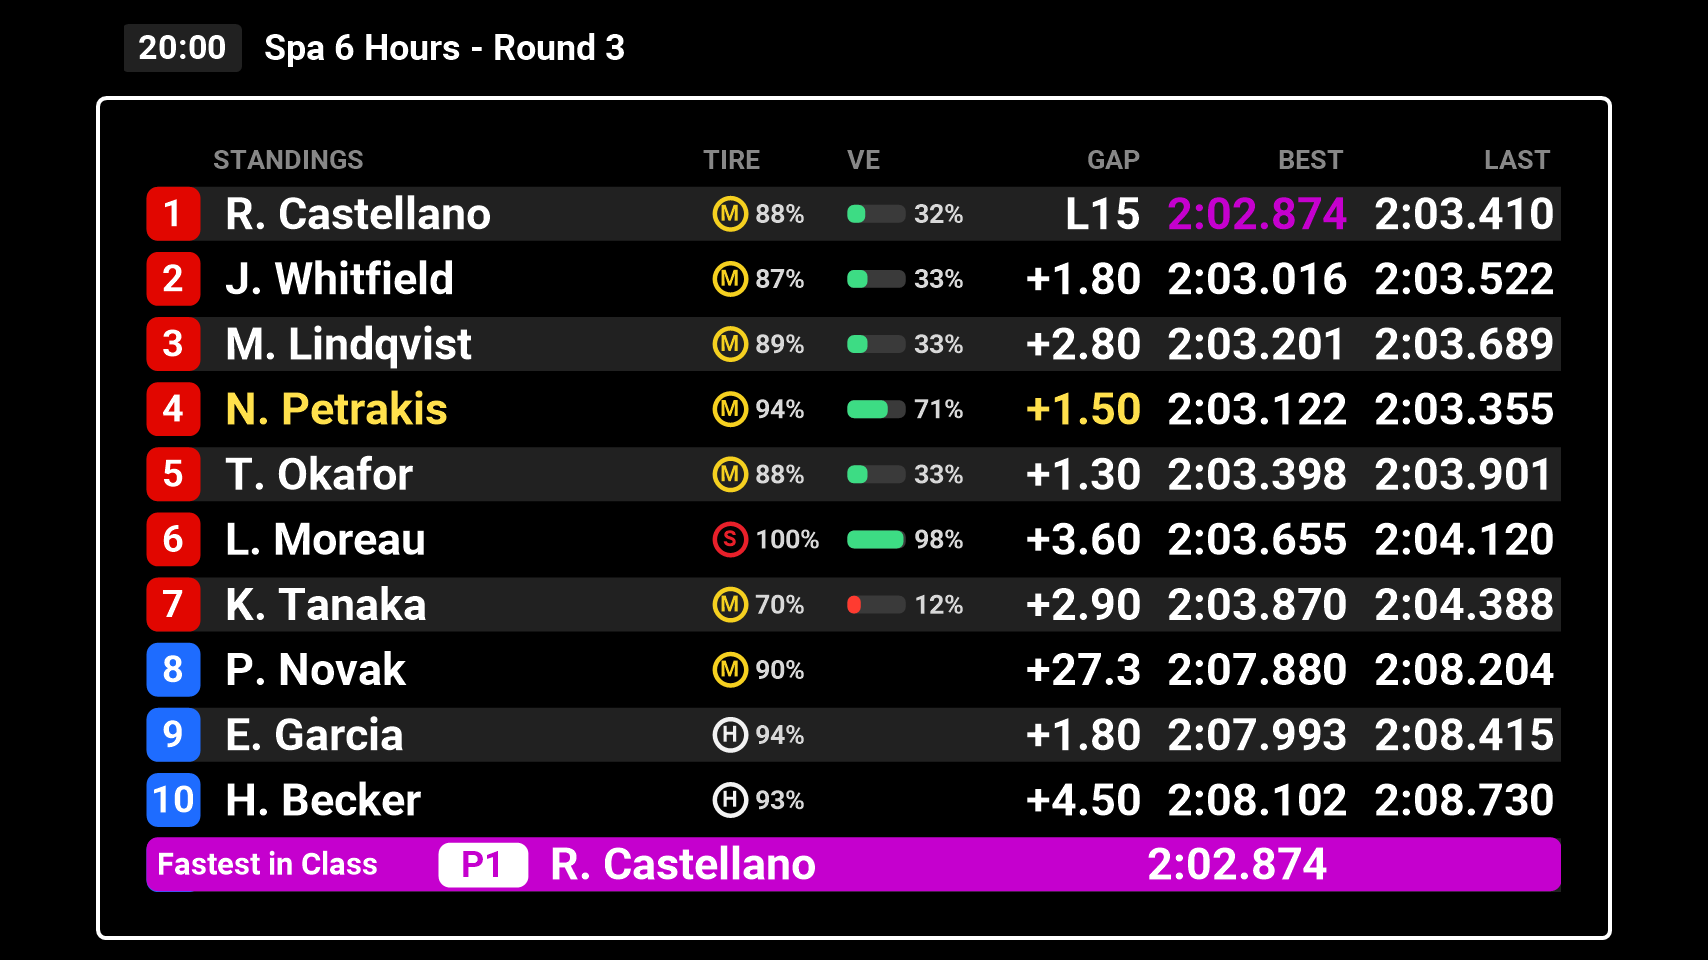 20:00 Spa 6 Hours - Round 3
STANDINGS TIRE VE GAP BEST LAST
1 R. Castellano M 88% 32% L15 2:02.874 2:03.410
2 J. Whitfield M 87% 33% +1.80 2:03.016 2:03.522
3 M. Lindqvist M 89% 33% +2.80 2:03.201 2:03.689
4 N. Petrakis M 94% 71% +1.50 2:03.122 2:03.355
5 T. Okafor M 88% 33% +1.30 2:03.398 2:03.901
6 L. Moreau S 100% 98% +3.60 2:03.655 2:04.120
7 K. Tanaka M 70% 12% +2.90 2:03.870 2:04.388
8 P. Novak M 90% +27.3 2:07.880 2:08.204
9 E. Garcia H 94% +1.80 2:07.993 2:08.415
10 H. Becker H 93% +4.50 2:08.102 2:08.730
Fastest in Class P1 R. Castellano 2:02.874